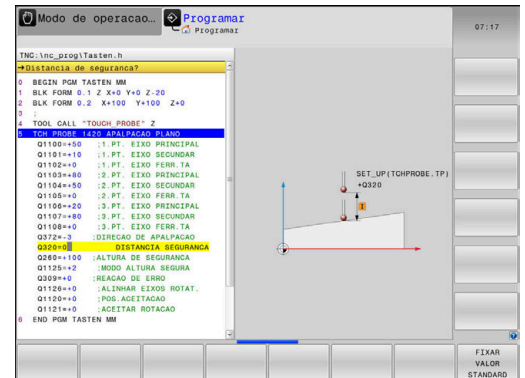 Modo de operacao...
Programar
Programar
07:17
TNC:\nc_prog\Tasten.h
→Distancia de seguranca?
0 BEGIN PGM TASTEN MM
1 BLK FORM 0.1 Z X+0 Y+0 Z-20
2 BLK FORM 0.2 X+100 Y+100 Z+0
3 ;
4 TOOL CALL "TOUCH_PROBE" Z
5 TCH PROBE 1420 APALPACAO PLANO
Q1100=+50 ;1.PT. EIXO PRINCIPAL
Q1101=+10 ;1.PT. EIXO SECUNDAR
Q1102=+0 ;1.PT. EIXO FERR.TA
Q1103=+80 ;2.PT. EIXO PRINCIPAL
Q1104=+50 ;2.PT. EIXO SECUNDAR
Q1105=+0 ;2.PT. EIXO FERR.TA
Q1106=+20 ;3.PT. EIXO PRINCIPAL
Q1107=+80 ;3.PT. EIXO SECUNDAR
Q1108=+0 ;3.PT. EIXO FERR.TA
Q372=-3 ;DIRECAO DE APALPACAO
Q320=0 DISTANCIA SEGURANCA
Q260=+100 ;ALTURA DE SEGURANCA
Q1125=+2 ;MODO ALTURA SEGURA
Q309=+0 ;REACAO DE ERRO
Q1126=+0 ;ALINHAR EIXOS ROTAT.
Q1120=+0 ;POS.ACEITACAO
Q1121=+0 ;ACEITAR ROTACAO
6 END PGM TASTEN MM
SET_UP(TCHPROBE.TP)
+Q320
I
FIXAR
VALOR
STANDARD